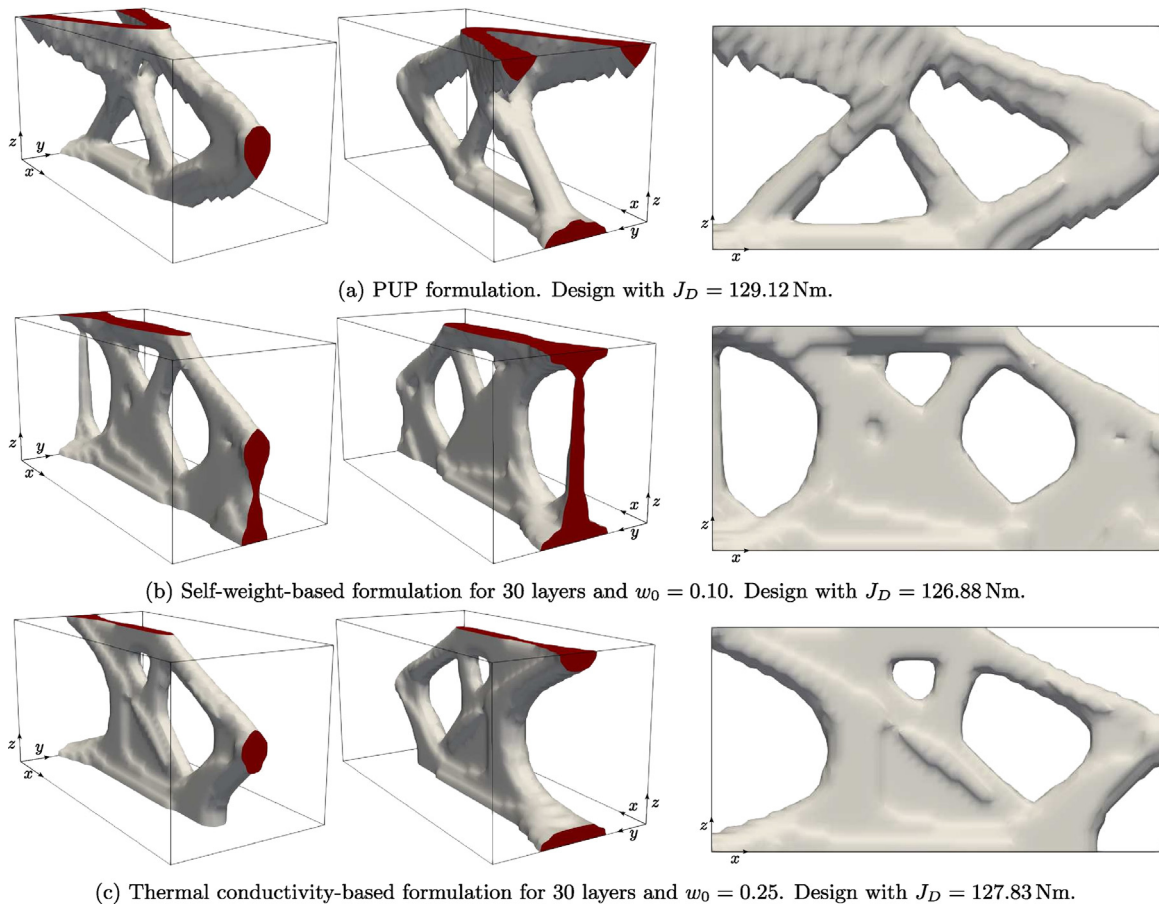 z y x
x z y
z x
(a) PUP formulation. Design with J_D = 129.12 Nm.
z y x
x z y
z x
(b) Self-weight-based formulation for 30 layers and w_0 = 0.10. Design with J_D = 126.88 Nm.
z y x
x z y
z x
(c) Thermal conductivity-based formulation for 30 layers and w_0 = 0.25. Design with J_D = 127.83 Nm.